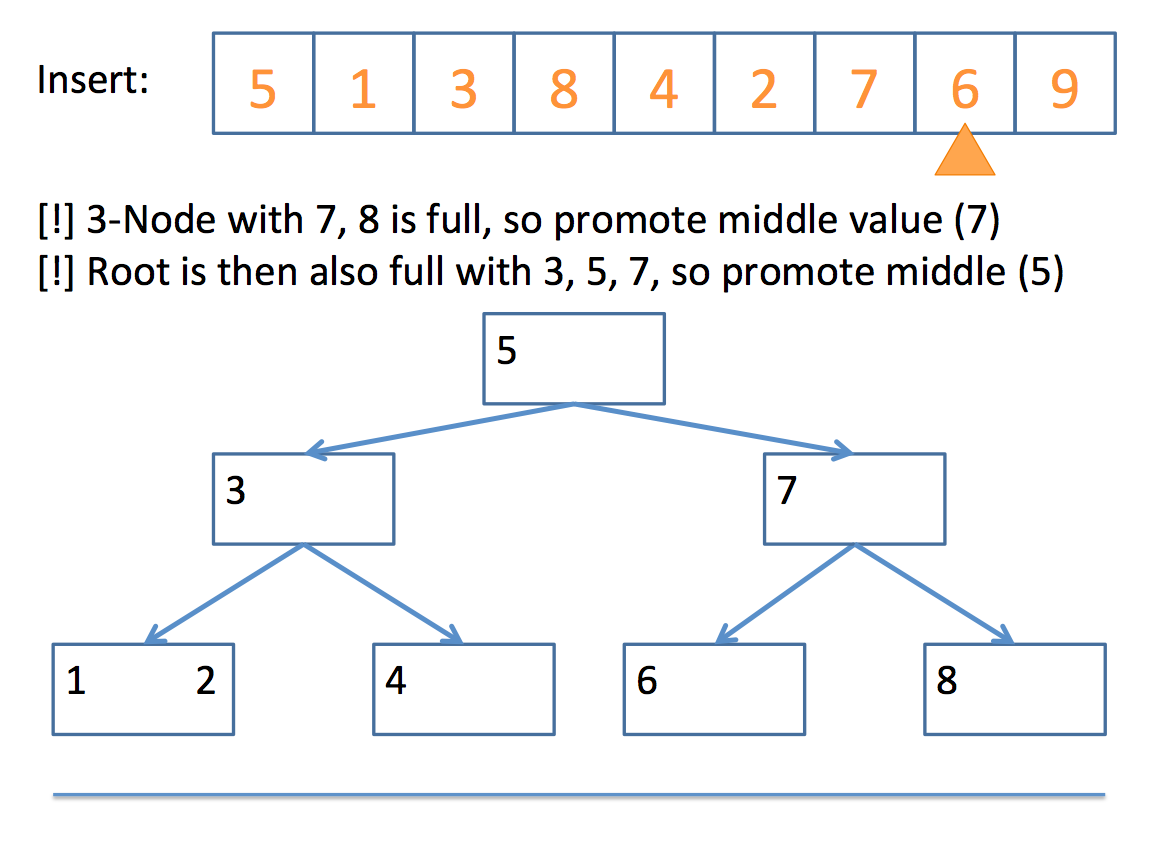 Insert: 5 1 3 8 4 2 7 6 9
[!] 3-Node with 7, 8 is full, so promote middle value (7)
[!] Root is then also full with 3, 5, 7, so promote middle (5)
5
3 7
1 2 4 6 8